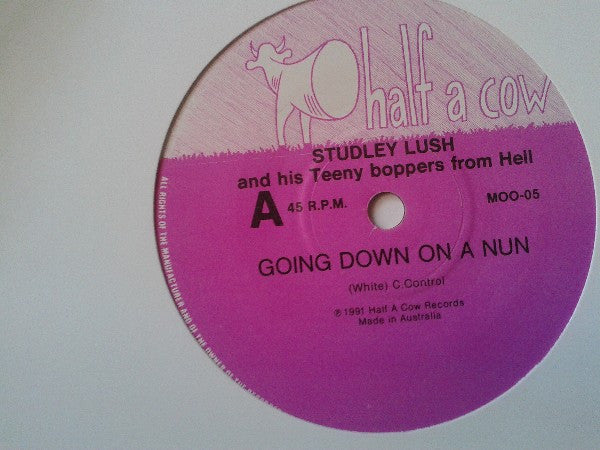 half a cow
STUDLEY LUSH
and his Teeny boppers from Hell
A 45 R.P.M. MOO-05
GOING DOWN ON A NUN
(White) C.Control
℗ 1991 Half A Cow Records
Made in Australia
ALL RIGHTS OF THE MANUFACTURER AND OF THE OWNER OF THE